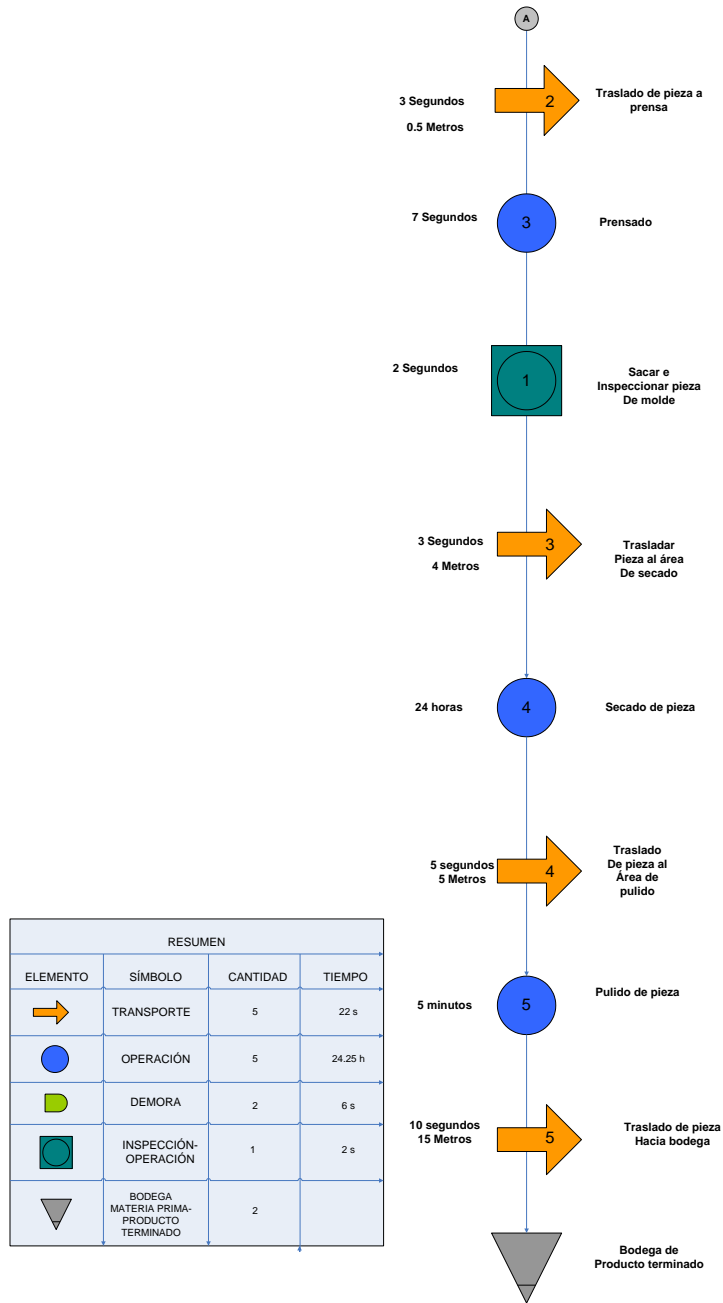 A
3 Segundos
0.5 Metros
2
Traslado de pieza a
prensa
7 Segundos
3
Prensado
2 Segundos
1
Sacar e
Inspeccionar pieza
De molde
3 Segundos
4 Metros
3
Trasladar
Pieza al área
De secado
24 horas
4
Secado de pieza
5 segundos
5 Metros
4
Traslado
De pieza al
Área de
pulido
5 minutos
5
Pulido de pieza
10 segundos
15 Metros
5
Traslado de pieza
Hacia bodega
Bodega de
Producto terminado
RESUMEN
ELEMENTO SÍMBOLO CANTIDAD TIEMPO
TRANSPORTE 5 22 s
OPERACIÓN 5 24.25 h
DEMORA 2 6 s
INSPECCIÓN-
OPERACIÓN 1 2 s
BODEGA
MATERIA PRIMA-
PRODUCTO
TERMINADO 2